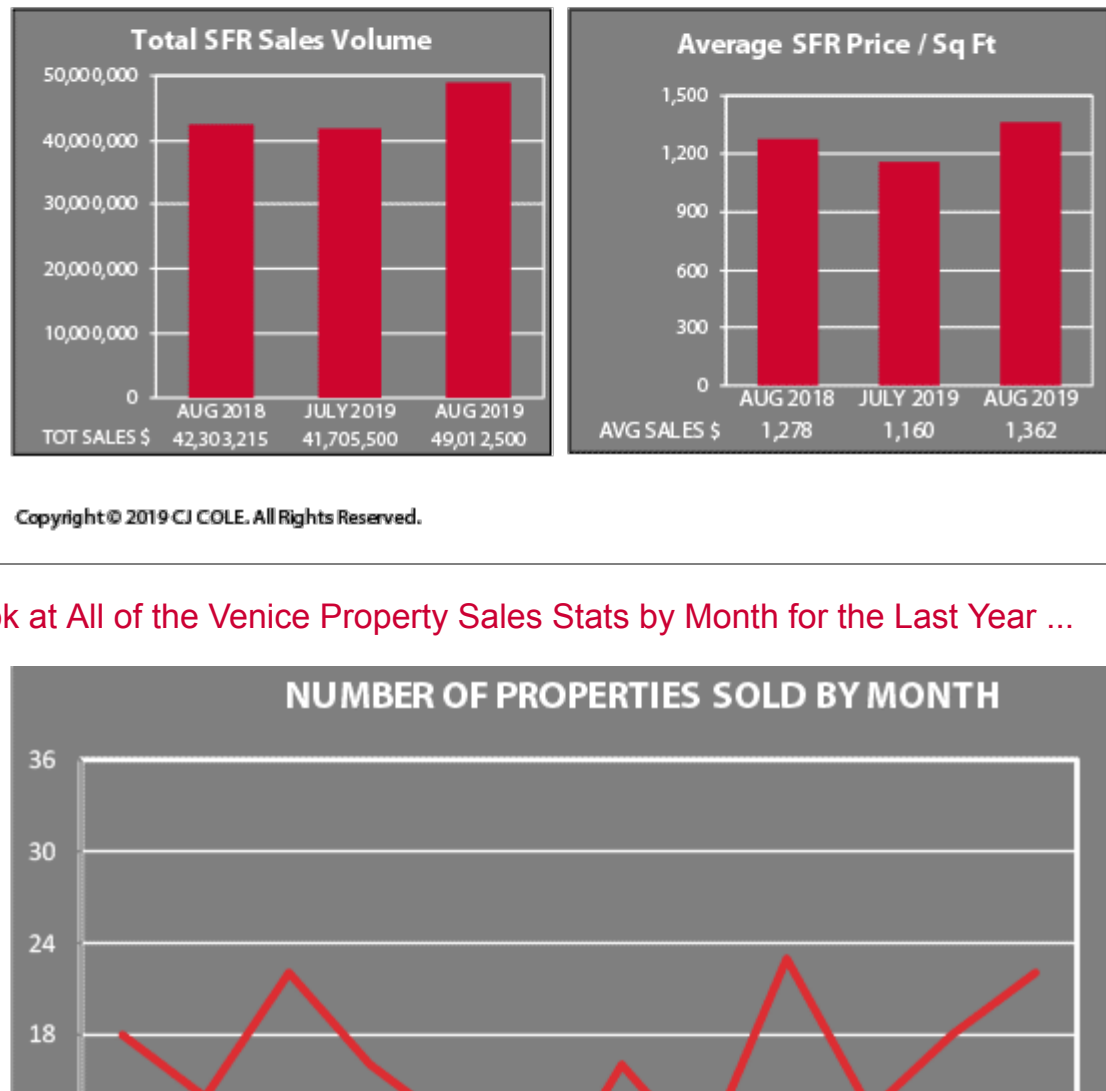 Total SFR Sales Volume
50,000,000
40,000,000
30,000,000
20,000,000
10,000,000
0
AUG 2018 JULY 2019 AUG 2019
TOT SALES $ 42,303,215 41,705,500 49,012,500
Average SFR Price / Sq Ft
1,500
1,200
900
600
300
0
AUG 2018 JULY 2019 AUG 2019
AVG SALES $ 1,278 1,160 1,362
Copyright © 2019 CJ COLE. All Rights Reserved.
k at All of the Venice Property Sales Stats by Month for the Last Year ...
NUMBER OF PROPERTIES SOLD BY MONTH
36
30
24
18